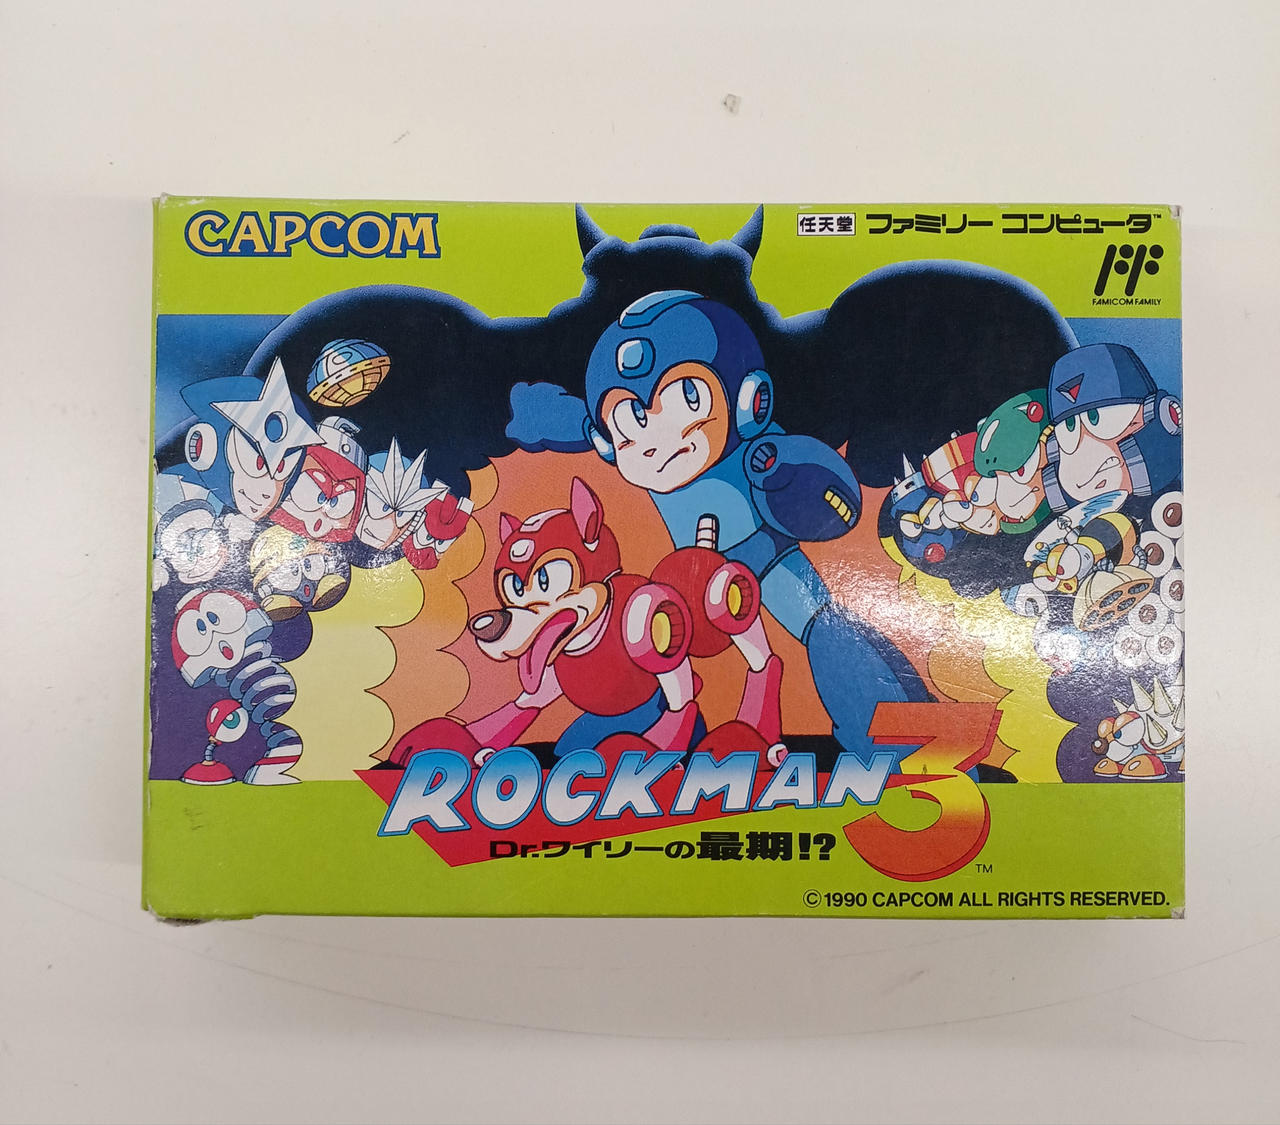 CAPCOM
任天堂 ファミリー コンピュータ™
FAMICOM FAMILY
ROCKMAN 3
Dr.ワイリーの最期!?
TM
©1990 CAPCOM ALL RIGHTS RESERVED.